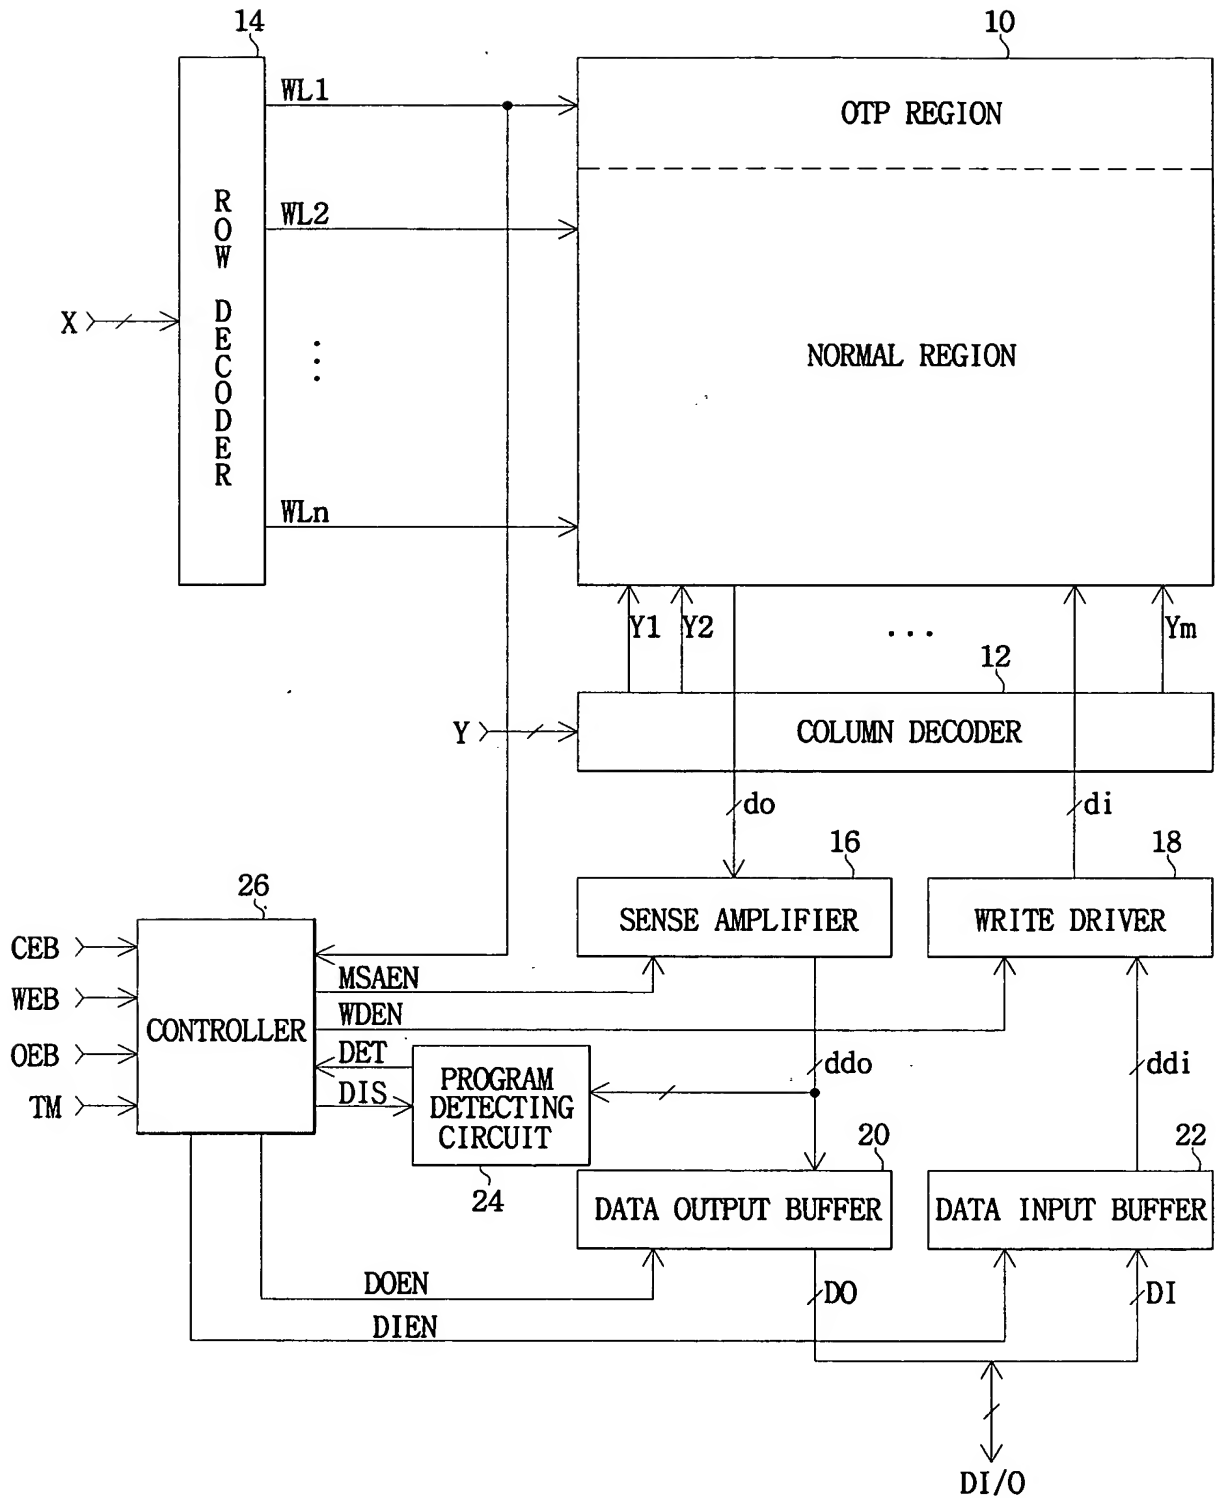 14
10
WL1
OTP REGION
ROW DECODER
WL2
X
NORMAL REGION
WLn
Y1
Y2
Ym
12
Y
COLUMN DECODER
do
di
16
18
26
SENSE AMPLIFIER
WRITE DRIVER
CEB
MSAEN
WEB
WDEN
CONTROLLER
OEB
DET
ddo
ddi
PROGRAM
DETECTING
CIRCUIT
TM
DIS
20
22
24
DATA OUTPUT BUFFER
DATA INPUT BUFFER
DOEN
DO
DI
DIEN
DI/O